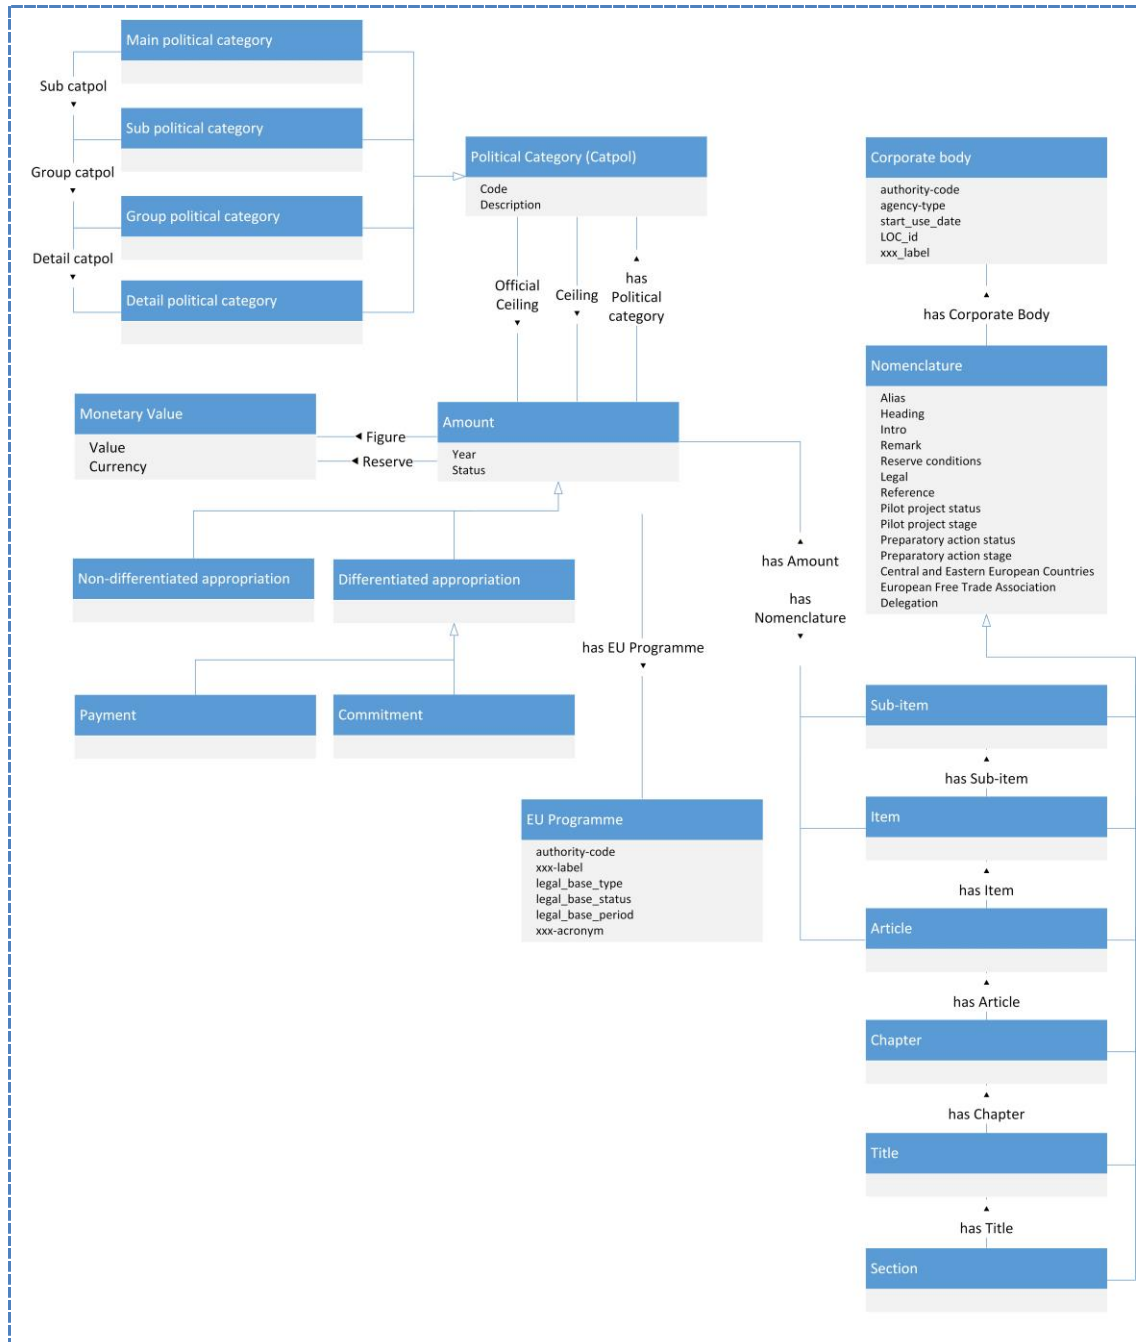 Main political category
Sub catpol
Sub political category
Group catpol
Group political category
Detail catpol
Detail political category
Political Category (Catpol)
Code
Description
Official
Ceiling
Ceiling
has
Political
category
Corporate body
authority-code
agency-type
start_use_date
LOC_id
xxx_label
has Corporate Body
Nomenclature
Alias
Heading
Intro
Remark
Reserve conditions
Legal
Reference
Pilot project status
Pilot project stage
Preparatory action status
Preparatory action stage
Central and Eastern European Countries
European Free Trade Association
Delegation
Monetary Value
Value
Currency
Figure
Reserve
Amount
Year
Status
Non-differentiated appropriation
Differentiated appropriation
Payment
Commitment
has EU Programme
has Amount
has
Nomenclature
EU Programme
authority-code
xxx-label
legal_base_type
legal_base_status
legal_base_period
xxx-acronym
Sub-item
has Sub-item
Item
has Item
Article
has Article
Chapter
has Chapter
Title
has Title
Section